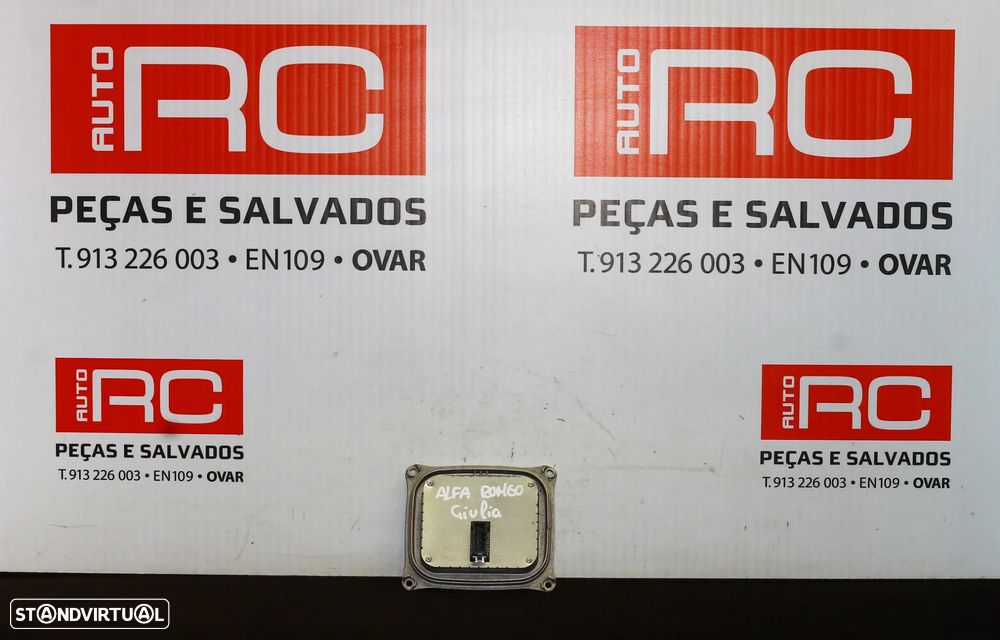 AUTO RC
PEÇAS E SALVADOS
T. 913 226 003 • EN109 • OVAR
AUTO RC
PEÇAS E SALVADOS
T. 913 226 003 • EN109 • OVAR
AUTO RC
PEÇAS E SALVADOS
T. 913 226 003 • EN109 • OVAR
AUTO RC
PEÇAS E SALVADOS
T. 913 226 003 • EN109 • OVAR
ALFA ROMEO
Giulia
STANDVIRTUAL